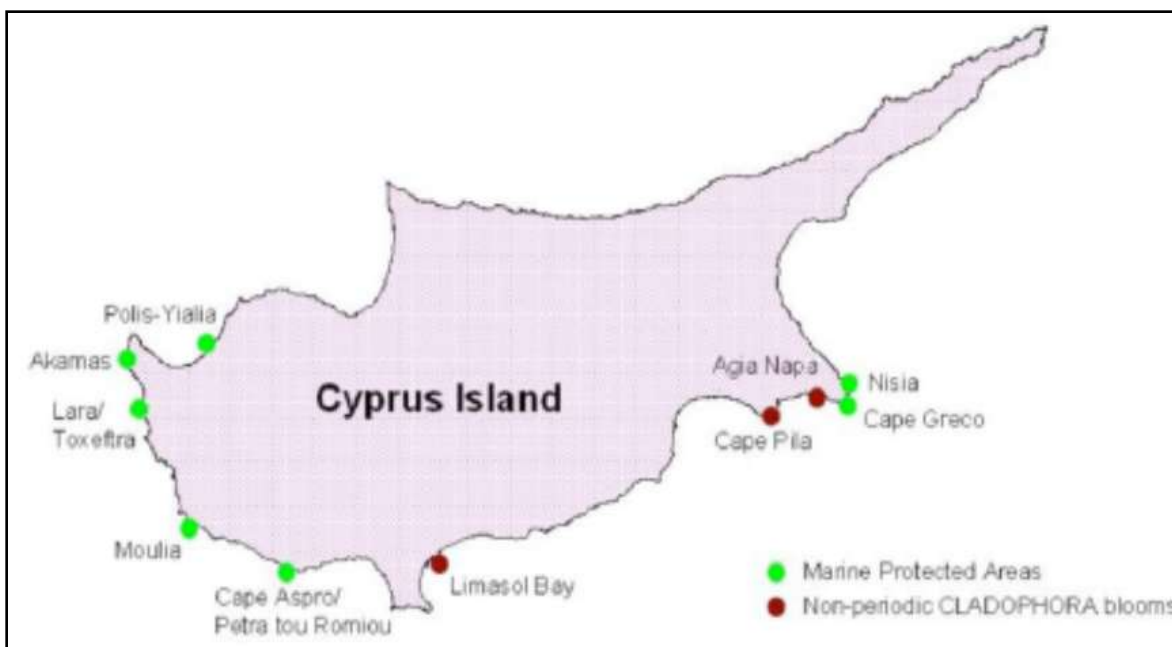 Polis-Yialia
Akamas
Lara/
Toxeftra
Cyprus Island
Agia Napa
Nisia
Cape Greco
Cape Pila
Moulia
Cape Aspro/
Petra tou Romiou
Limasol Bay
Marine Protected Areas
Non-periodic CLADOPHORA blooms